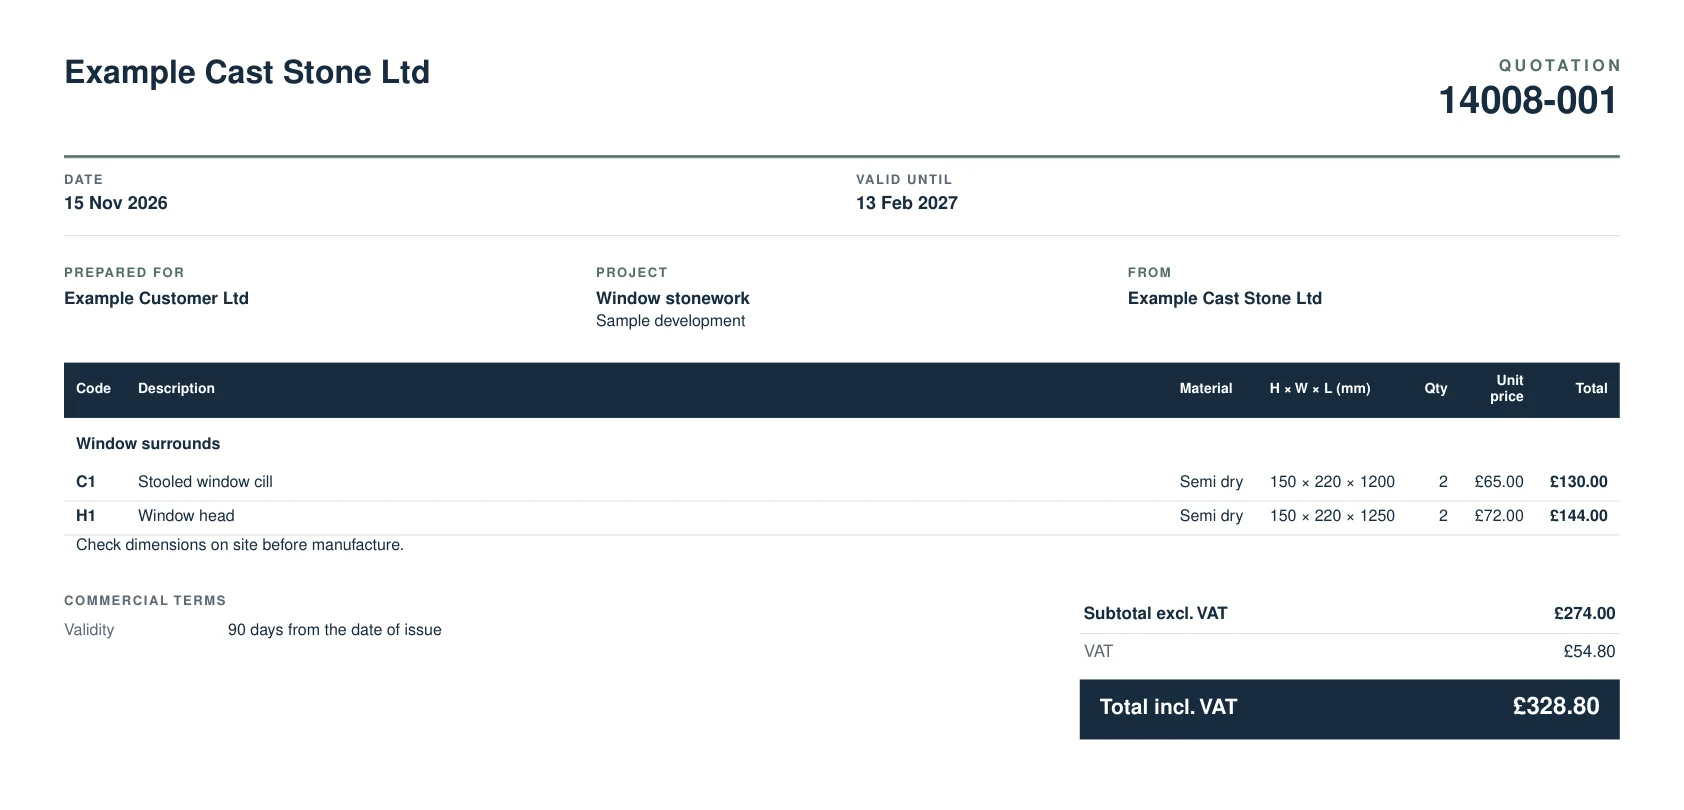 Example Cast Stone Ltd
QUOTATION
14008-001
DATE
15 Nov 2026
VALID UNTIL
13 Feb 2027
PREPARED FOR
Example Customer Ltd
PROJECT
Window stonework
Sample development
FROM
Example Cast Stone Ltd
Code Description Material H × W × L (mm) Qty Unit price Total
Window surrounds
C1 Stooled window cill Semi dry 150 × 220 × 1200 2 £65.00 £130.00
H1 Window head Semi dry 150 × 220 × 1250 2 £72.00 £144.00
Check dimensions on site before manufacture.
COMMERCIAL TERMS
Validity 90 days from the date of issue
Subtotal excl. VAT £274.00
VAT £54.80
Total incl. VAT £328.80